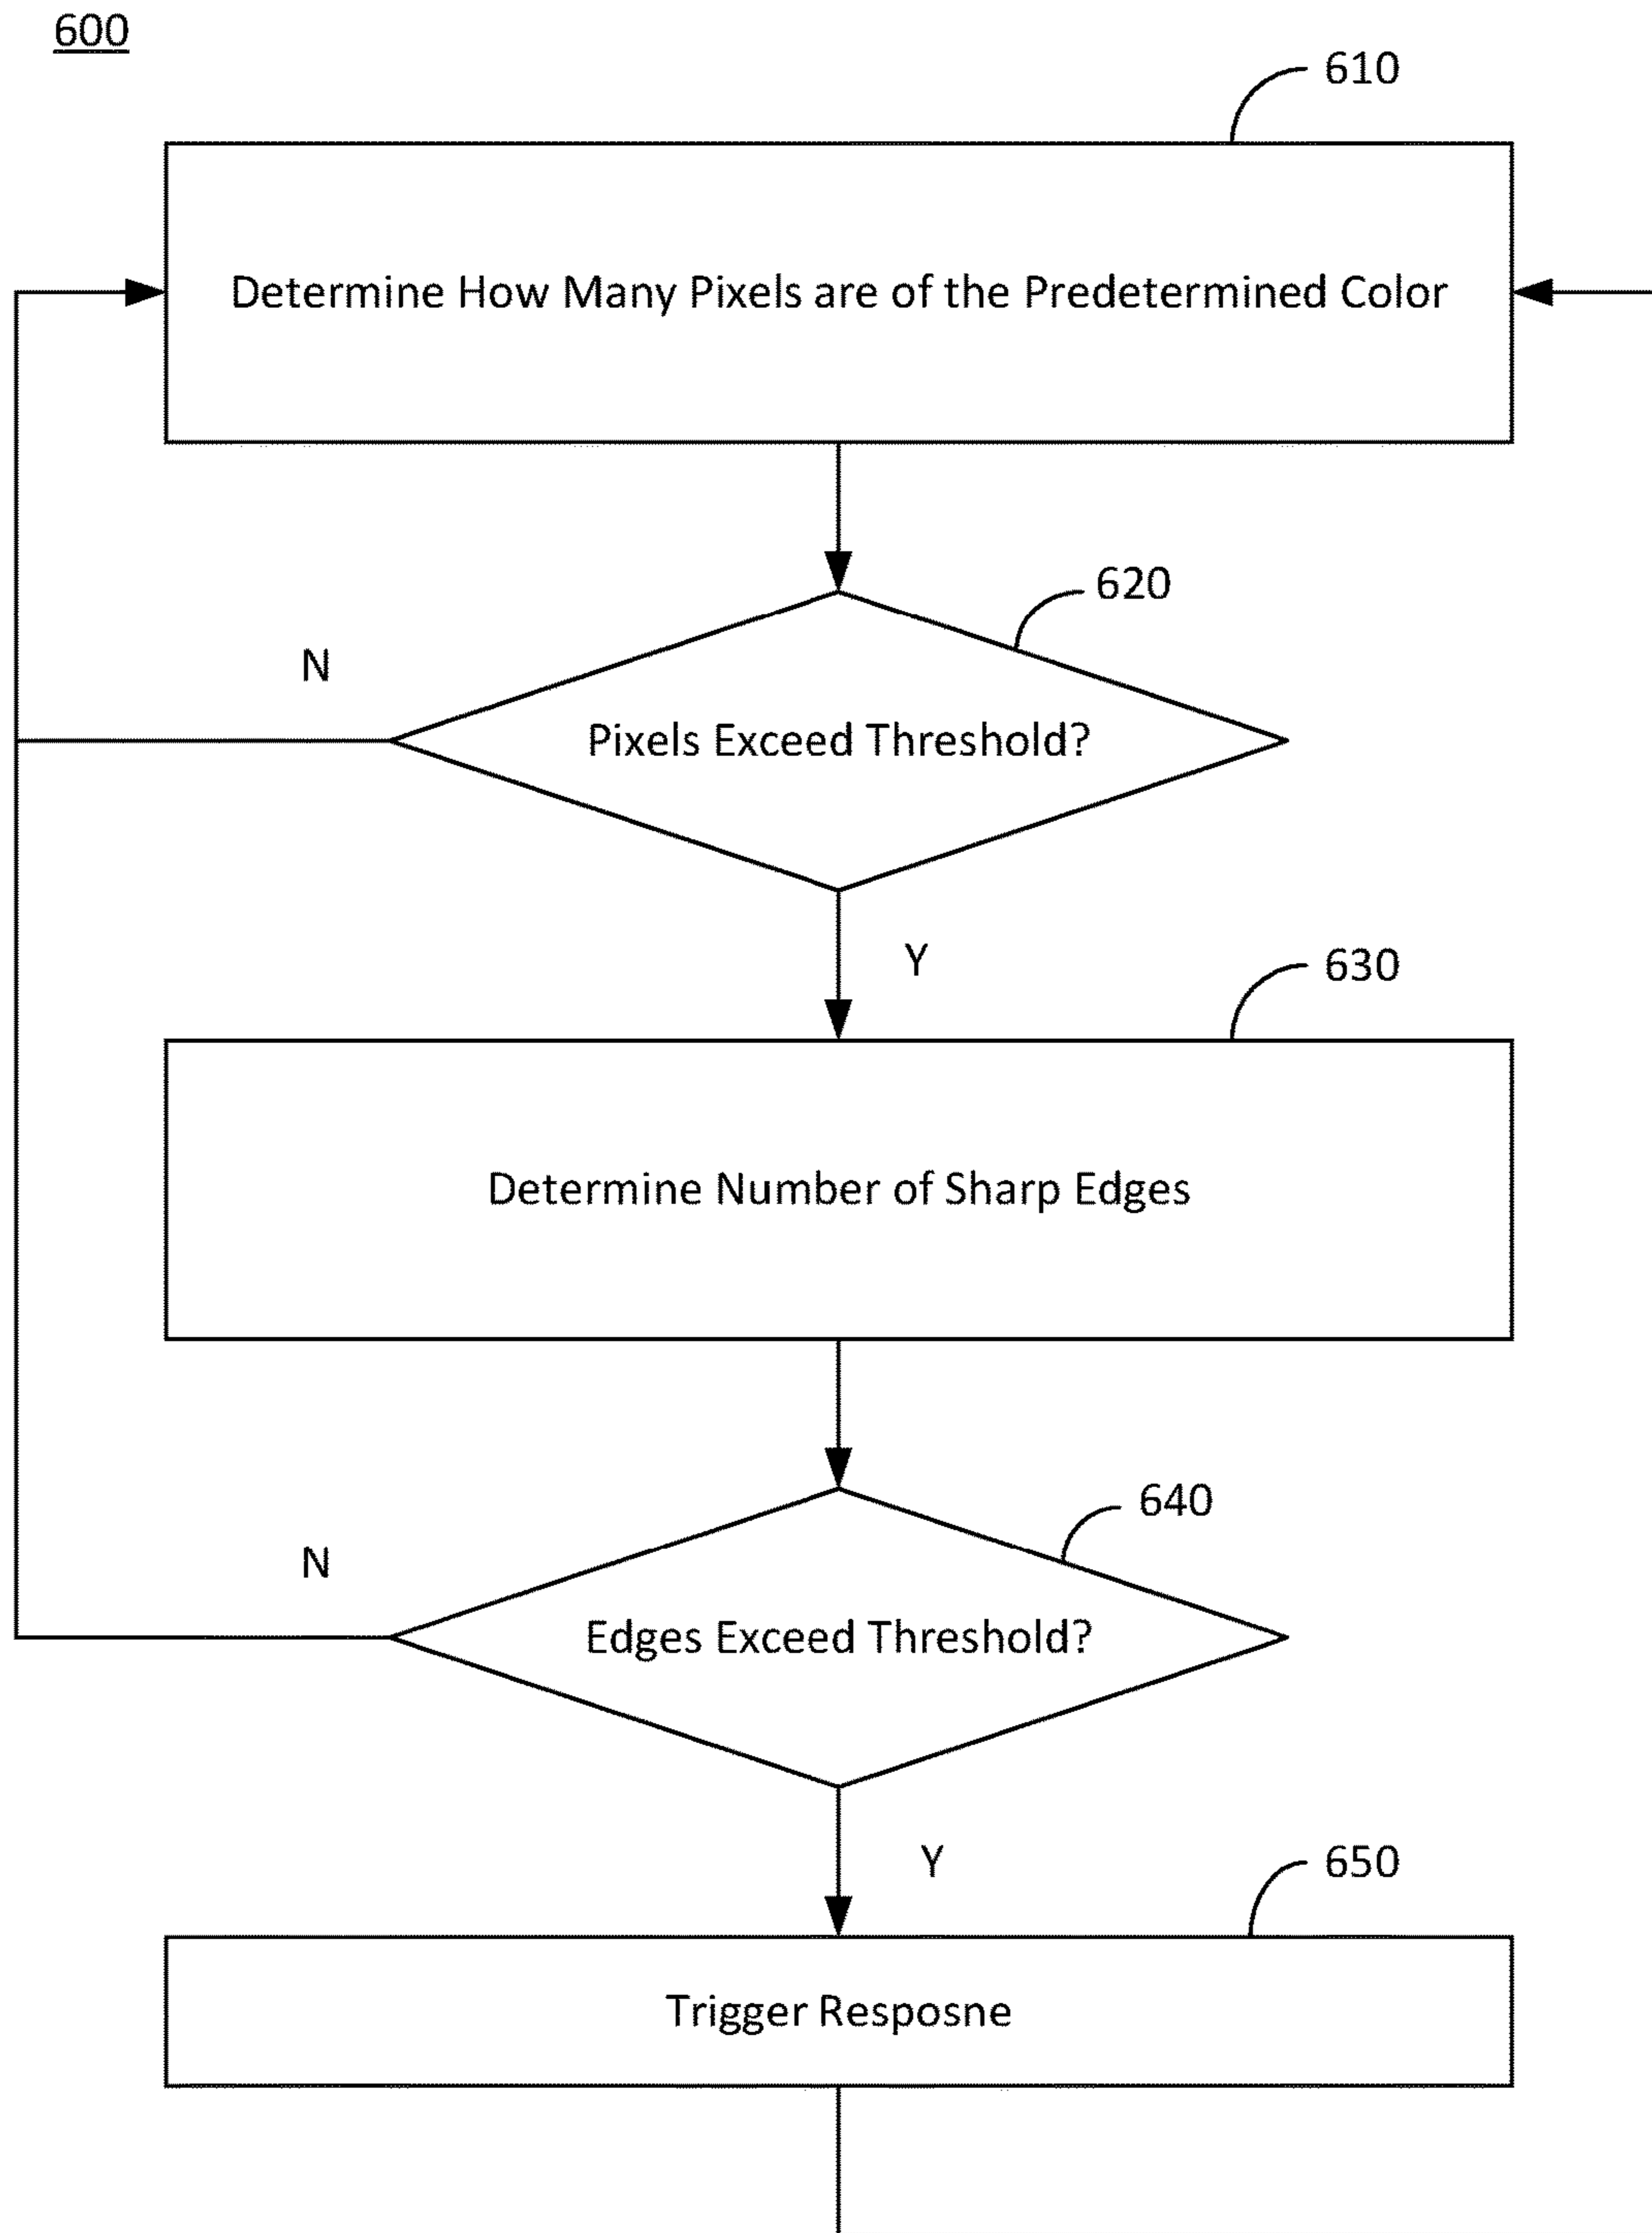 600
610
Determine How Many Pixels are of the Predetermined Color
620
N
Pixels Exceed Threshold?
Y
630
Determine Number of Sharp Edges
640
N
Edges Exceed Threshold?
Y
650
Trigger Resposne